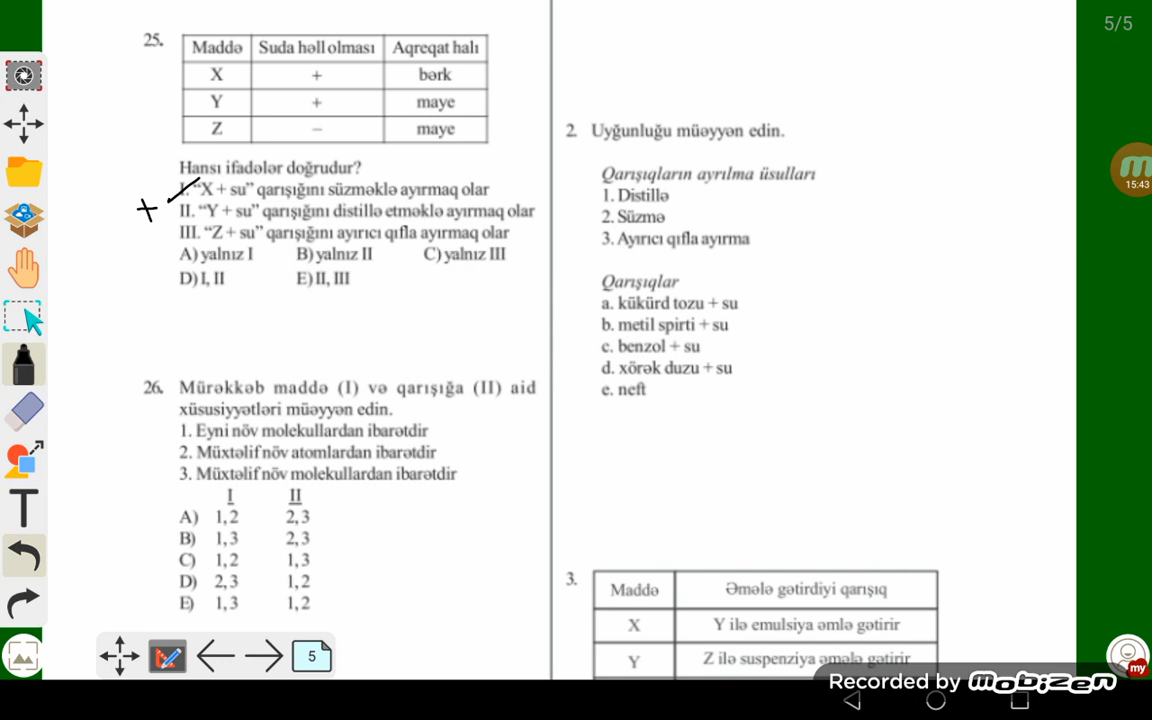 5/5
25.
Maddə Suda həll olması Aqreqat halı
X + bərk
Y + maye
Z – maye
Hansı ifadələr doğrudur?
I. “X + su” qarışığını süzməklə ayırmaq olar
II. “Y + su” qarışığını distillə etməklə ayırmaq olar
III. “Z + su” qarışığını ayırıcı qıfla ayırmaq olar
A) yalnız I B) yalnız II C) yalnız III
D) I, II E) II, III
26. Mürəkkəb maddə (I) və qarışığa (II) aid
xüsusiyyətləri müəyyən edin.
1. Eyni növ molekullardan ibarətdir
2. Müxtəlif növ atomlardan ibarətdir
3. Müxtəlif növ molekullardan ibarətdir
I II
A) 1, 2 2, 3
B) 1, 3 2, 3
C) 1, 2 1, 3
D) 2, 3 1, 2
E) 1, 3 1, 2
2. Uyğunluğu müəyyən edin.
Qarışıqların ayrılma üsulları
1. Distillə
2. Süzmə
3. Ayırıcı qıfla ayırma
Qarışıqlar
a. kükürd tozu + su
b. metil spirti + su
c. benzol + su
d. xörək duzu + su
e. neft
3.
Maddə Əmələ gətirdiyi qarışıq
X Y ilə emulsiya əmlə gətirir
Y Z ilə suspenziya əmələ gətirir
15:43
T
5
my
Recorded by mobizen